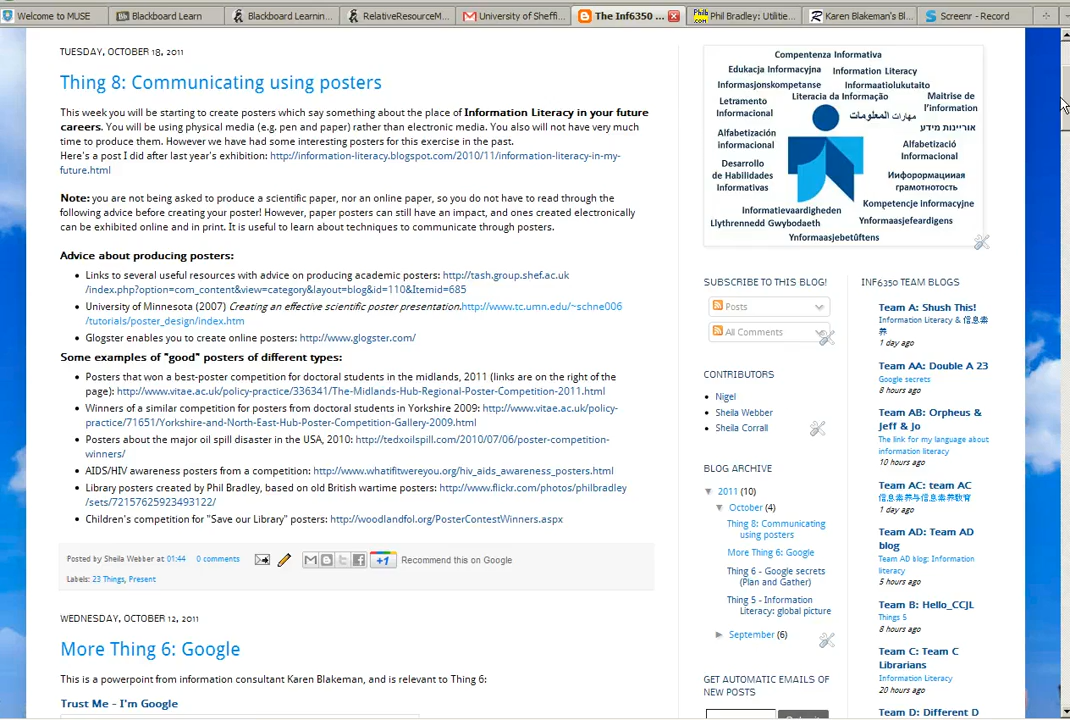 Welcome to MUSE
Blackboard Learn
Blackboard Learnin...
RelativeResourceM...
University of Sheffi...
The Inf6350 ...
Phil Bradley: Utilitie...
Karen Blakeman's Bl...
Screenr - Record
TUESDAY, OCTOBER 18, 2011
Thing 8: Communicating using posters
This week you will be starting to create posters which say something about the place of Information Literacy in your future
careers. You will be using physical media (e.g. pen and paper) rather than electronic media. You also will not have very much
time to produce them. However we have had some interesting posters for this exercise in the past.
Here's a post I did after last year's exhibition: http://information-literacy.blogspot.com/2010/11/information-literacy-in-my-
future.html
Note: you are not being asked to produce a scientific paper, nor an online paper, so you do not have to read through the
following advice before creating your poster! However, paper posters can still have an impact, and ones created electronically
can be exhibited online and in print. It is useful to learn about techniques to communicate through posters.
Advice about producing posters:
Links to several useful resources with advice on producing academic posters: http://tash.group.shef.ac.uk
/index.php?option=com_content&view=category&layout=blog&id=110&Itemid=685
University of Minnesota (2007) Creating an effective scientific poster presentation.http://www.tc.umn.edu/~schne006
/tutorials/poster_design/index.htm
Glogster enables you to create online posters: http://www.glogster.com/
Some examples of "good" posters of different types:
Posters that won a best-poster competition for doctoral students in the midlands, 2011 (links are on the right of the
page): http://www.vitae.ac.uk/policy-practice/336341/The-Midlands-Hub-Regional-Poster-Competition-2011.html
Winners of a similar competition for posters from doctoral students in Yorkshire 2009: http://www.vitae.ac.uk/policy-
practice/71651/Yorkshire-and-North-East-Hub-Poster-Competition-Gallery-2009.html
Posters about the major oil spill disaster in the USA, 2010: http://tedxoilspill.com/2010/07/06/poster-competition-
winners/
AIDS/HIV awareness posters from a competition: http://www.whatifitwereyou.org/hiv_aids_awareness_posters.html
Library posters created by Phil Bradley, based on old British wartime posters: http://www.flickr.com/photos/philbradley
/sets/72157625923493122/
Children's competition for "Save our Library" posters: http://woodlandfol.org/PosterContestWinners.aspx
Posted by Sheila Webber at 01:44 0 comments
+1 Recommend this on Google
Labels: 23 Things, Present
WEDNESDAY, OCTOBER 12, 2011
More Thing 6: Google
This is a powerpoint from information consultant Karen Blakeman, and is relevant to Thing 6:
Trust Me - I'm Google
Compentenza Informativa
Edukacja Informacyjna Information Literacy
Informasjonskompetanse Informaatiolukutaito
Literacia da Informação
Letramento
Informacional
Maitrise de
l'information
مهارات المعلومات
אוריינות מידע
Alfabetización
informacional
Alfabetizació
Informacional
Desarrollo
de Habilidades
Informativas
Информармациная
грамотность
Kompetencje Informacyjne
Informatievaardigheden
Ynformaasjefeardigens
Llythrennedd Gwybodaeth
Ynformaasjebetûftens
SUBSCRIBE TO THIS BLOG!
Posts
All Comments
CONTRIBUTORS
Nigel
Sheila Webber
Sheila Corrall
BLOG ARCHIVE
▼ 2011 (10)
▼ October (4)
Thing 8: Communicating
using posters
More Thing 6: Google
Thing 6 - Google secrets
(Plan and Gather)
Thing 5 - Information
Literacy: global picture
► September (6)
GET AUTOMATIC EMAILS OF
NEW POSTS
INF6350 TEAM BLOGS
Team A: Shush This!
Information Literacy & 信息素
养
1 day ago
Team AA: Double A 23
Google secrets
8 hours ago
Team AB: Orpheus &
Jeff & Jo
The link for my language about
information literacy
10 hours ago
Team AC: team AC
信息素养与信息素养教育
1 day ago
Team AD: Team AD
blog
Team AD blog: Information
literacy
5 hours ago
Team B: Hello_CCJL
Things 5
8 hours ago
Team C: Team C
Librarians
Information Literacy
20 hours ago
Team D: Different D